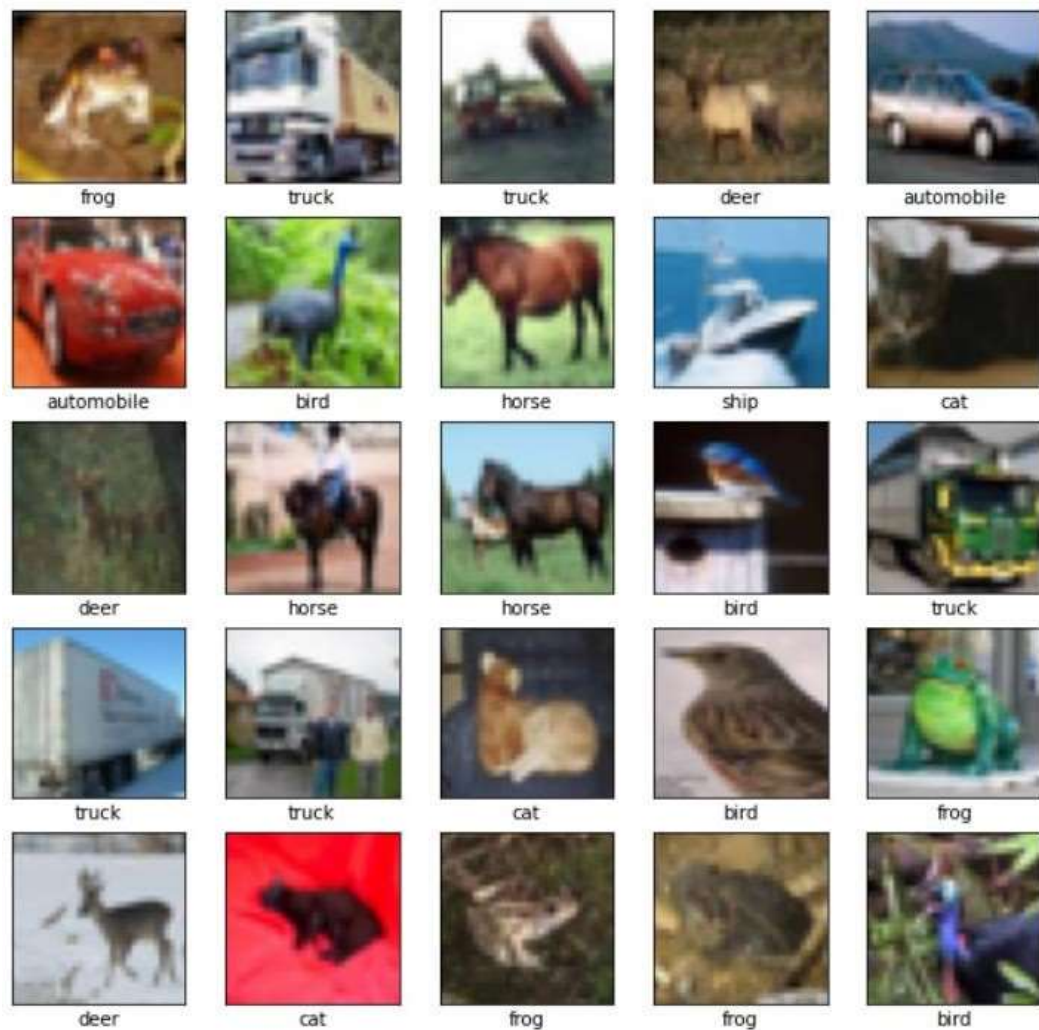 frog truck truck deer automobile
automobile bird horse ship cat
deer horse horse bird truck
truck truck cat bird frog
deer cat frog frog bird